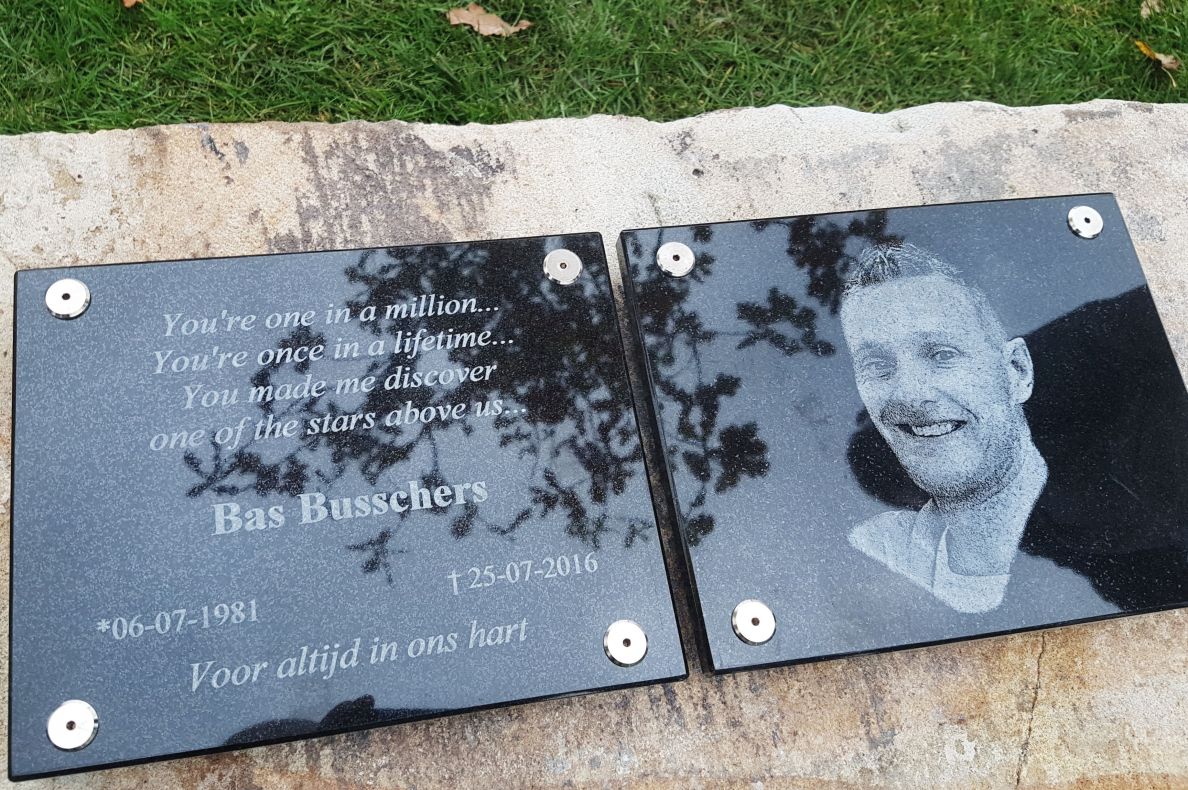 You're one in a million...
You're once in a lifetime...
You made me discover
one of the stars above us...
Bas Busschers
*06-07-1981
† 25-07-2016
Voor altijd in ons hart